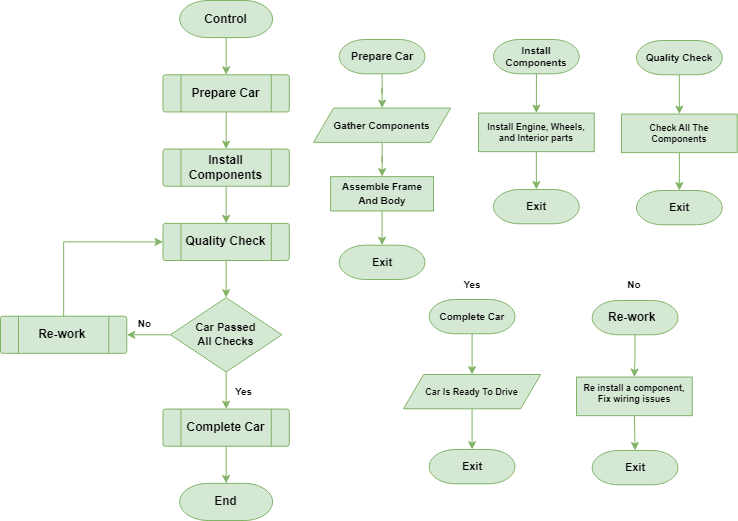 Control
Prepare Car
Install
Components
Quality Check
Car Passed
All Checks
No
Re-work
Yes
Complete Car
End
Prepare Car
Gather Components
Assemble Frame
And Body
Exit
Install
Components
Install Engine, Wheels,
and Interior parts
Exit
Quality Check
Check All The
Components
Exit
Yes
Complete Car
Car Is Ready To Drive
Exit
No
Re-work
Re install a component,
Fix wiring issues
Exit